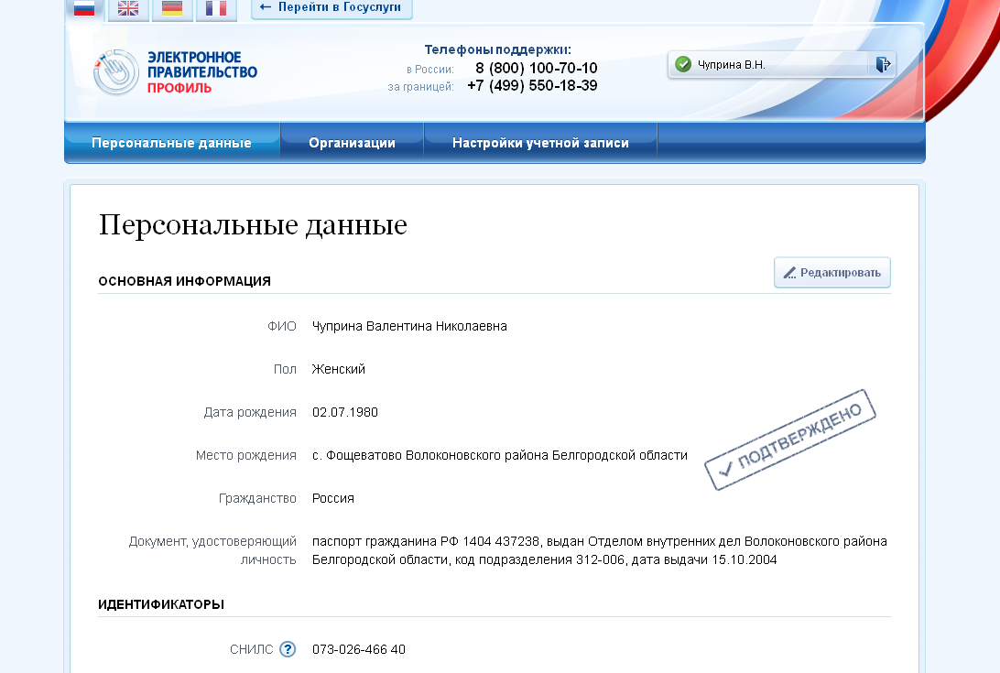 ← Перейти в Госуслуги
ЭЛЕКТРОННОЕ
ПРАВИТЕЛЬСТВО
ПРОФИЛЬ
Телефоны поддержки:
в России: 8 (800) 100-70-10
за границей: +7 (499) 550-18-39
Чуприна В.Н.
Персональные данные
Организации
Настройки учетной записи
Персональные данные
ОСНОВНАЯ ИНФОРМАЦИЯ
Редактировать
ФИО Чуприна Валентина Николаевна
Пол Женский
Дата рождения 02.07.1980
Место рождения с. Фощеватово Волоконовского района Белгородской области
ПОДТВЕРЖДЕНО
Гражданство Россия
Документ, удостоверяющий паспорт гражданина РФ 1404 437238, выдан Отделом внутренних дел Волоконовского района
личность Белгородской области, код подразделения 312-006, дата выдачи 15.10.2004
ИДЕНТИФИКАТОРЫ
СНИЛС ? 073-026-466 40